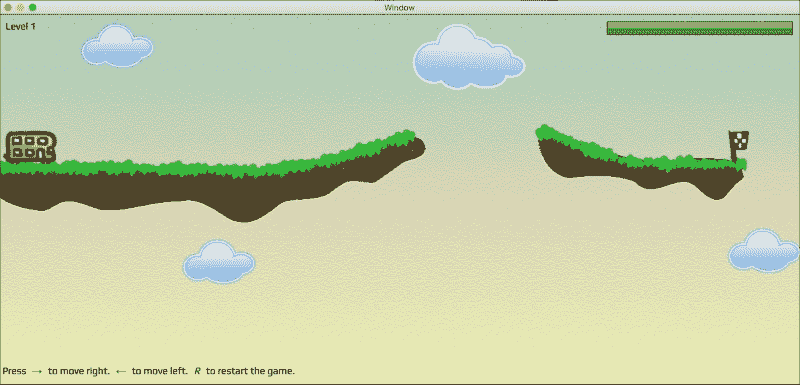 Window
Level 1
Press → to move right. ← to move left. R to restart the game.